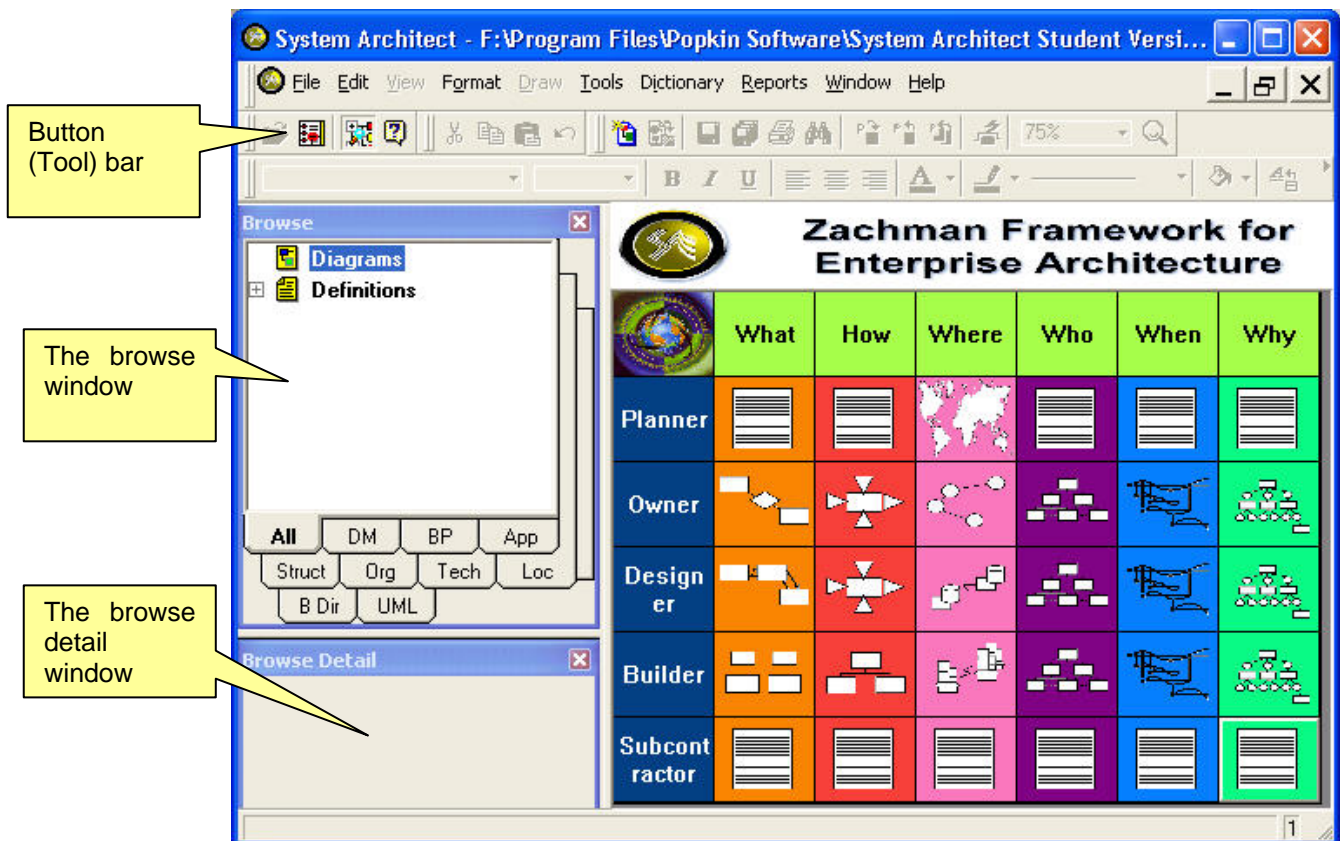 System Architect - F:\Program Files\Popkin Software\System Architect Student Versi...
File Edit View Format Draw Tools Dictionary Reports Window Help
Button
(Tool) bar
75%
B I U
Browse
Diagrams
Definitions
The browse
window
All DM BP App
Struct Org Tech Loc
B Dir UML
The browse
detail
window
Browse Detail
Zachman Framework for
Enterprise Architecture
What How Where Who When Why
Planner
Owner
Design
er
Builder
Subcont
ractor
1